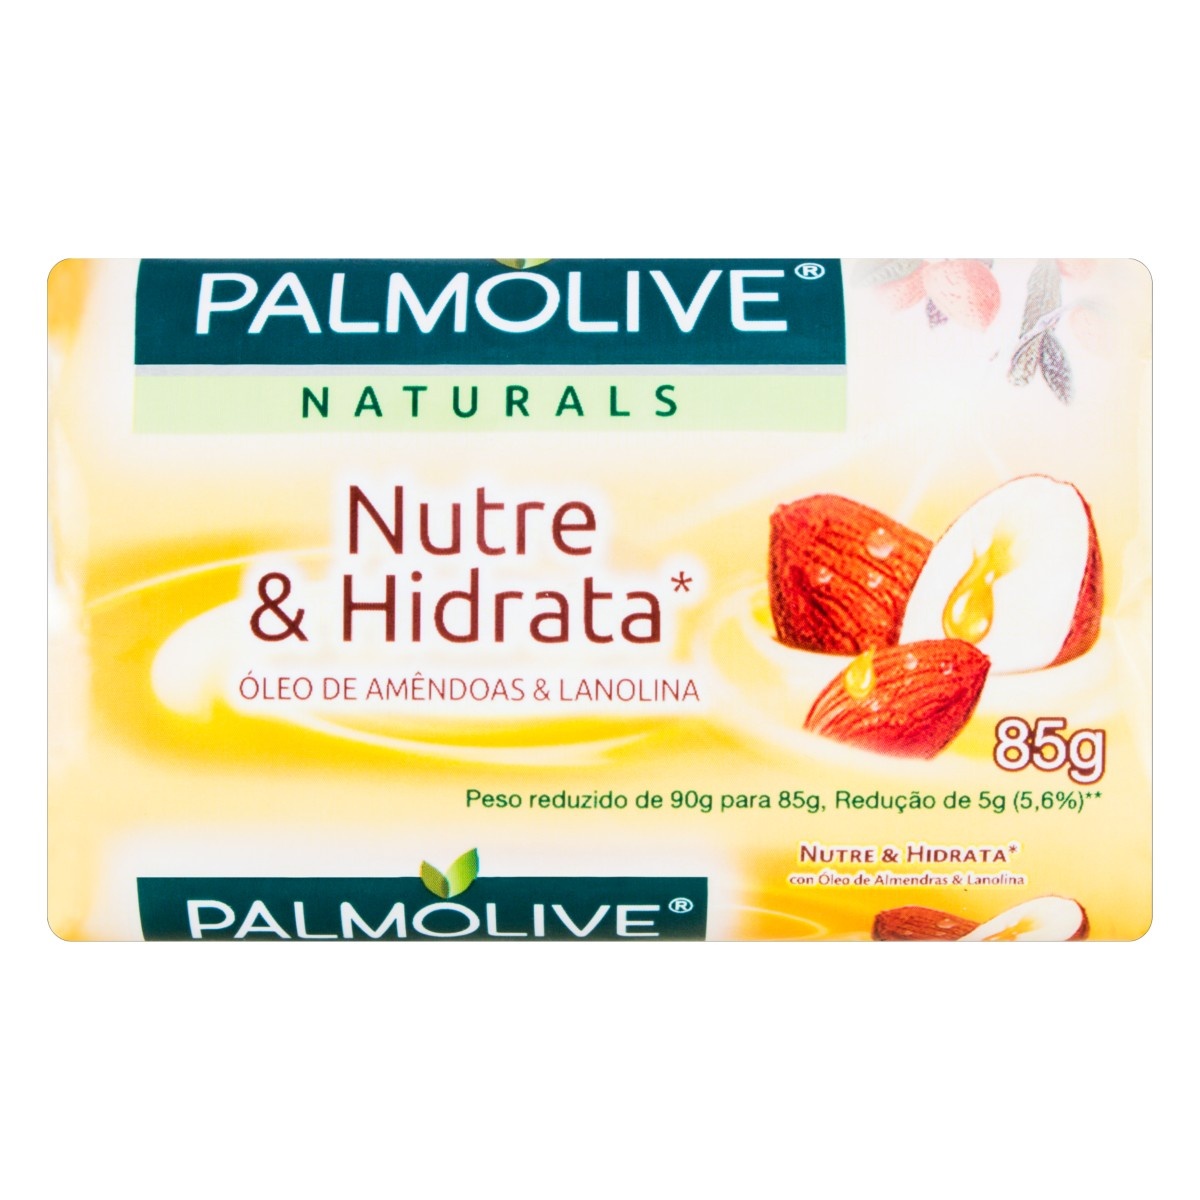 PALMOLIVE®
NATURALS
Nutre
& Hidrata*
ÓLEO DE AMÊNDOAS & LANOLINA
85g
Peso reduzido de 90g para 85g, Redução de 5g (5,6%)**
NUTRE & HIDRATA*
con Óleo de Almendras & Lanolina
PALMOLIVE®